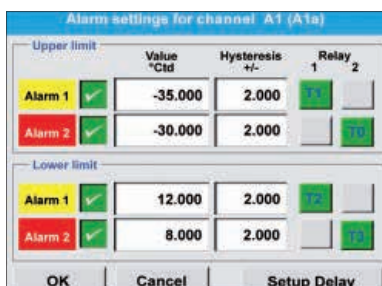 Alarm settings for channel A1 (A1a)
Upper limit
Value Hysteresis Relay
°Ctd +/- 1 2
Alarm 1 -35.000 2.000 T1
Alarm 2 -30.000 2.000 T0
Lower limit
Alarm 1 12.000 2.000 T2
Alarm 2 8.000 2.000 T3
OK Cancel Setup Delay